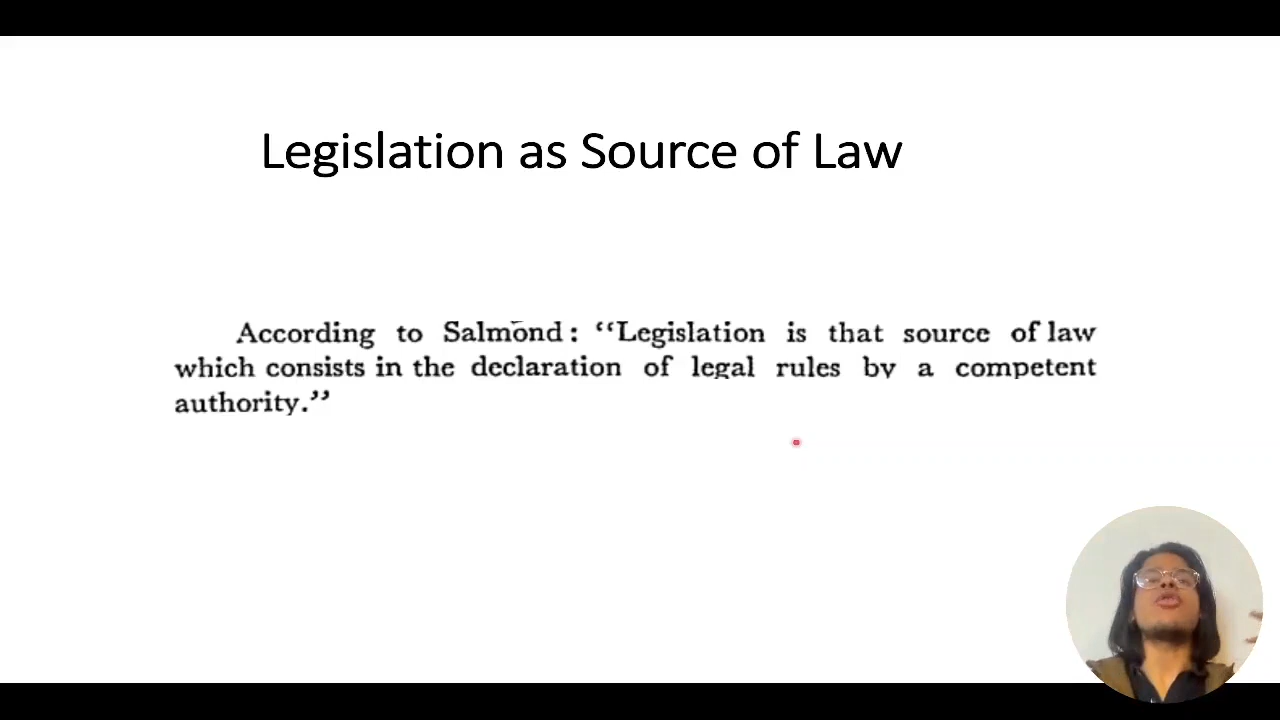 Legislation as Source of Law
According to Salmond: “Legislation is that source of law
which consists in the declaration of legal rules by a competent
authority.”